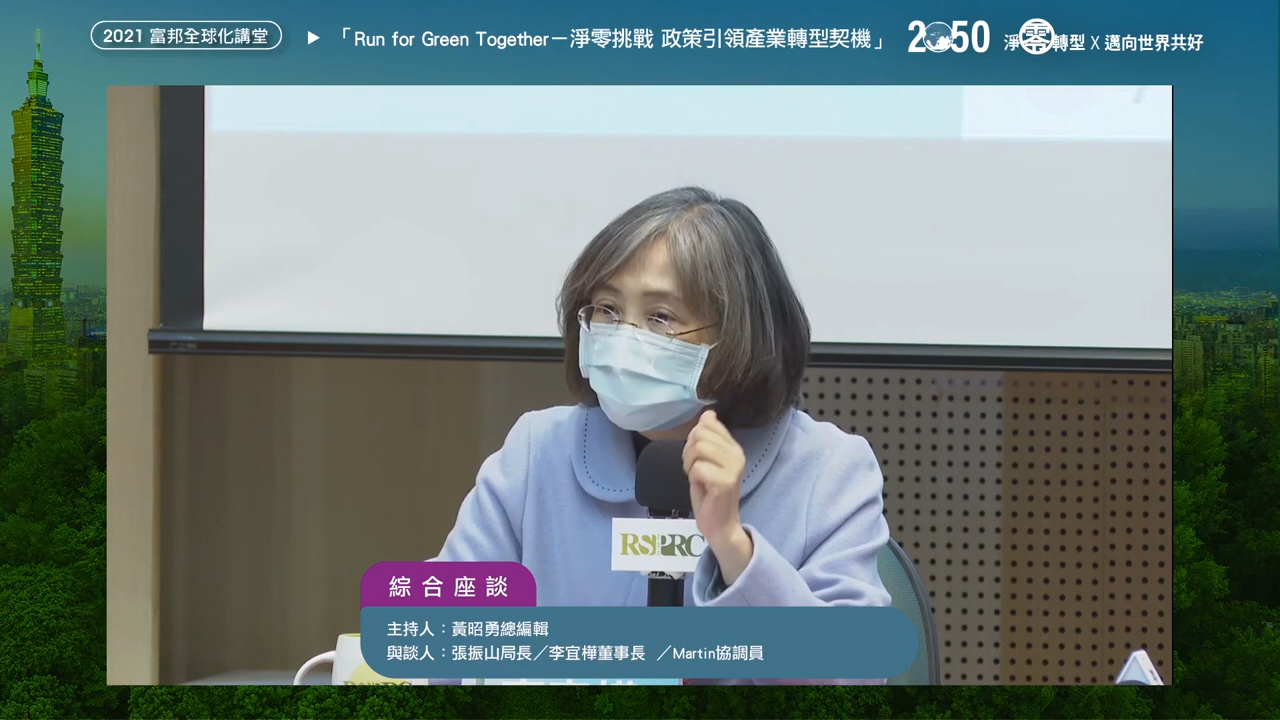 2021 富邦全球化講堂
「Run for Green Together－淨零挑戰 政策引領產業轉型契機」
2050
淨零轉型 X 邁向世界共好
RSPRC
綜合座談
主持人：黃昭勇總編輯
與談人：張振山局長／李宜樺董事長 ／Martin協調員